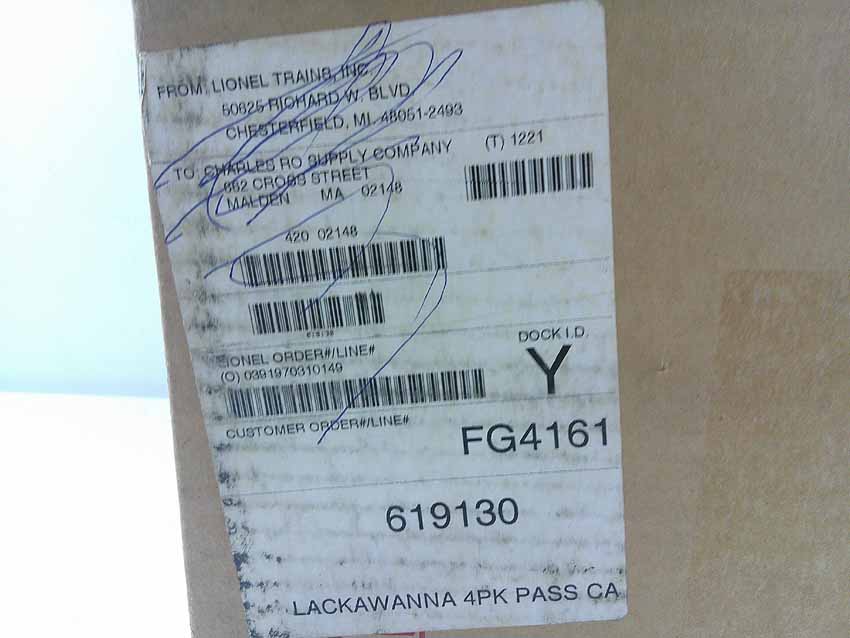 FROM: LIONEL TRAINS, INC.
50625 RICHARD W. BLVD.
CHESTERFIELD, MI 48051-2493
TO: CHARLES RO SUPPLY COMPANY
662 CROSS STREET
MALDEN MA 02148
(T) 1221
420 02148
619130
LIONEL ORDER#/LINE#
(O) 0391970310149
DOCK I.D.
Y
CUSTOMER ORDER#/LINE#
FG4161
619130
LACKAWANNA 4PK PASS CA